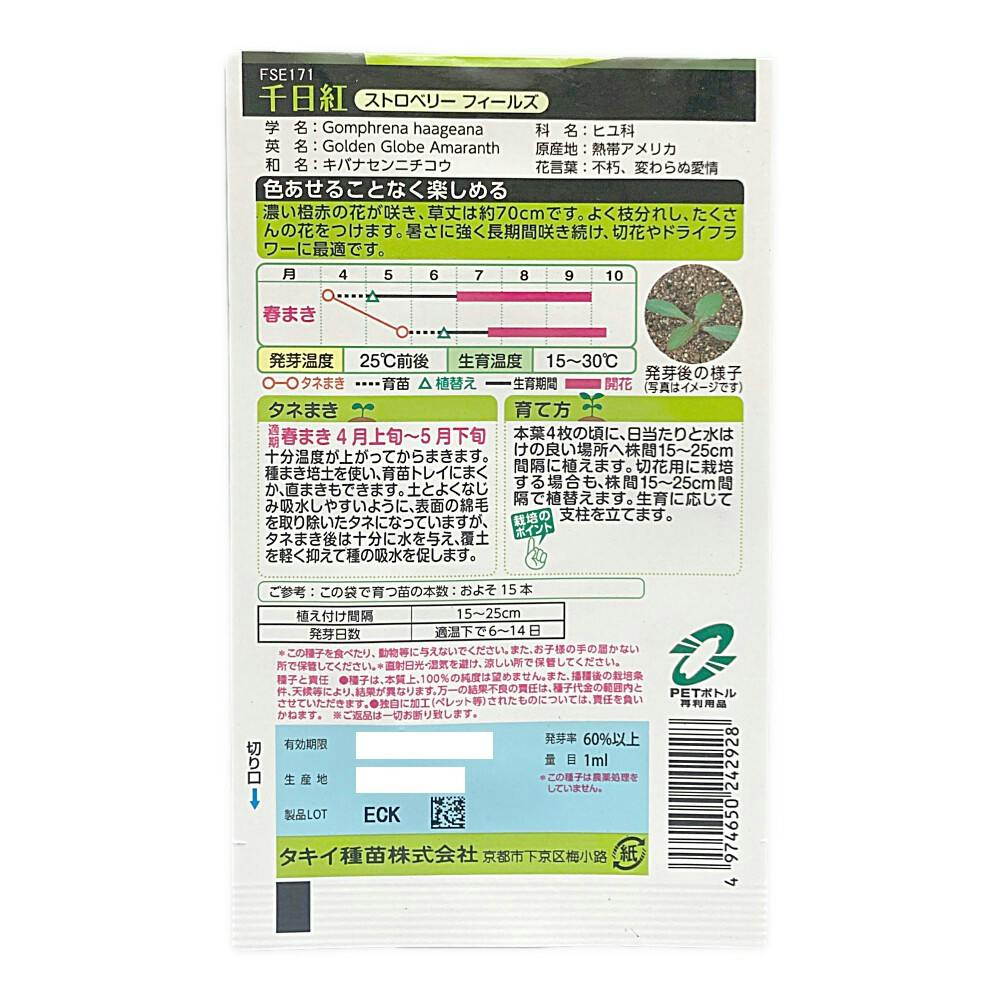 FSE171
千日紅 ストロベリー フィールズ
学 名：Gomphrena haageana 科 名：ヒユ科
英 名：Golden Globe Amaranth 原産地：熱帯アメリカ
和 名：キバナセンニチコウ 花言葉：不朽、変わらぬ愛情
色あせることなく楽しめる
濃い橙赤の花が咲き、草丈は約70cmです。よく枝分れし、たくさ
んの花をつけます。暑さに強く長期間咲き続け、切花やドライフラ
ワーに最適です。
月 4 5 6 7 8 9 10
春まき
発芽温度 25℃前後 生育温度 15～30℃
タネまき 育苗 植替え 生育期間 開花
発芽後の様子
(写真はイメージです)
タネまき
適期 春まき4月上旬～5月下旬
十分温度が上がってからまきます。
種まき培土を使い、育苗トレイにまく
か、直まきもできます。土とよくなじ
み吸水しやすいように、表面の綿毛
を取り除いたタネになっていますが、
タネまき後は十分に水を与え、覆土
を軽く抑えて種の吸水を促します。
育て方
本葉4枚の頃に、日当たりと水は
けの良い場所へ株間15～25cm
間隔に植えます。切花用に栽培
する場合も、株間15～25cm間
隔で植替えます。生育に応じて
支柱を立てます。
栽培の
ポイント
ご参考：この袋で育つ苗の本数：およそ15本
植え付け間隔 15～25cm
発芽日数 適温下で6～14日
＊この種子を食べたり、動物等に与えないでください。また、お子様の手の届かない
所で保管してください。＊直射日光・湿気を避け、涼しい所で保管してください。
種子と責任 ●種子は、本質上、100％の純度は望めません。また、播種後の栽培条
件、天候等により、結果が異なります。万一の結果不良の責任は、種子代金の範囲内と
させていただきます。●独自に加工(ペレット等)されたものについては、責任を負い
かねます。 ※ご返品は一切お断り致します。
PETボトル
再利用品
切り口
有効期限
生産地
製品LOT ECK
発芽率 60%以上
量 目 1ml
＊この種子は農薬処理を
していません。
タキイ種苗株式会社 京都市下京区梅小路 紙
4 974650 242928